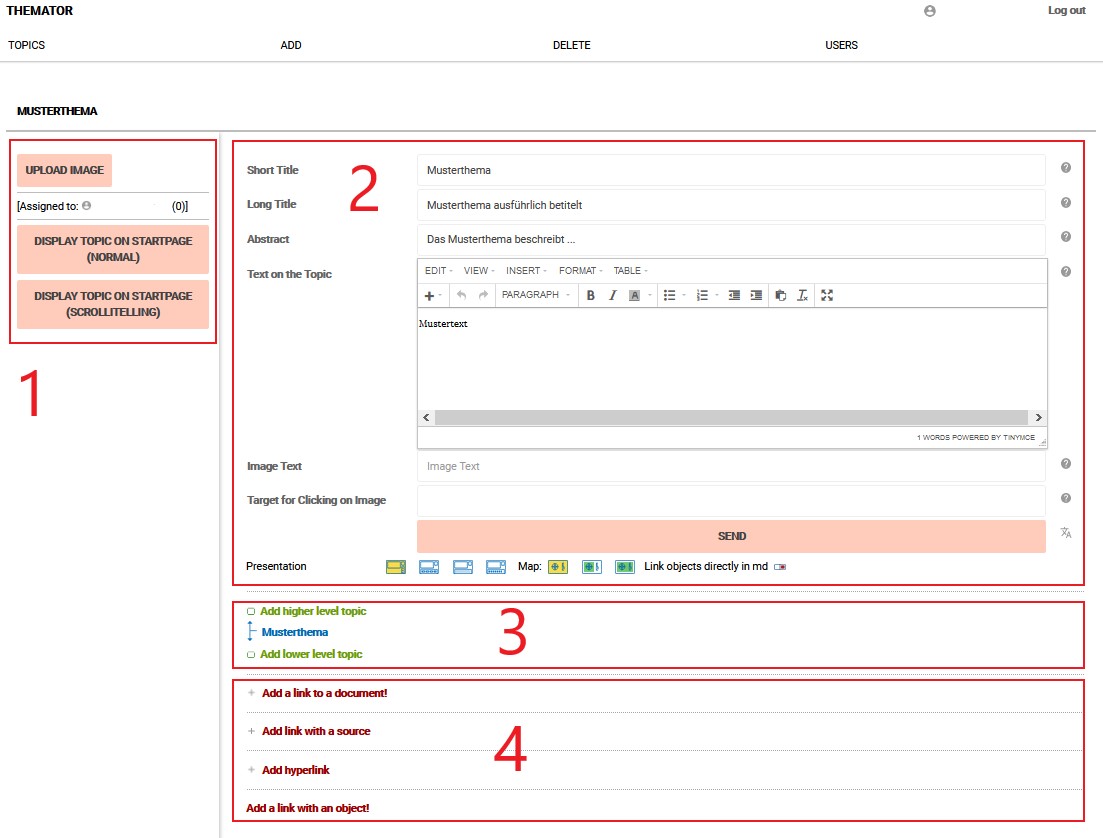 THEMATOR
Log out
TOPICS ADD DELETE USERS
MUSTERTHEMA
UPLOAD IMAGE
[Assigned to: (0)]
DISPLAY TOPIC ON STARTPAGE
(NORMAL)
DISPLAY TOPIC ON STARTPAGE
(SCROLLITELLING)
1
2
Short Title Musterthema
Long Title Musterthema ausführlich betitelt
Abstract Das Musterthema beschreibt ...
Text on the Topic
EDIT VIEW INSERT FORMAT TABLE
PARAGRAPH B I A
Mustertext
1 WORDS POWERED BY TINYMCE
Image Text Image Text
Target for Clicking on Image
SEND
Presentation Map: Link objects directly in md
3
Add higher level topic
Musterthema
Add lower level topic
4
+ Add a link to a document!
+ Add link with a source
+ Add hyperlink
Add a link with an object!